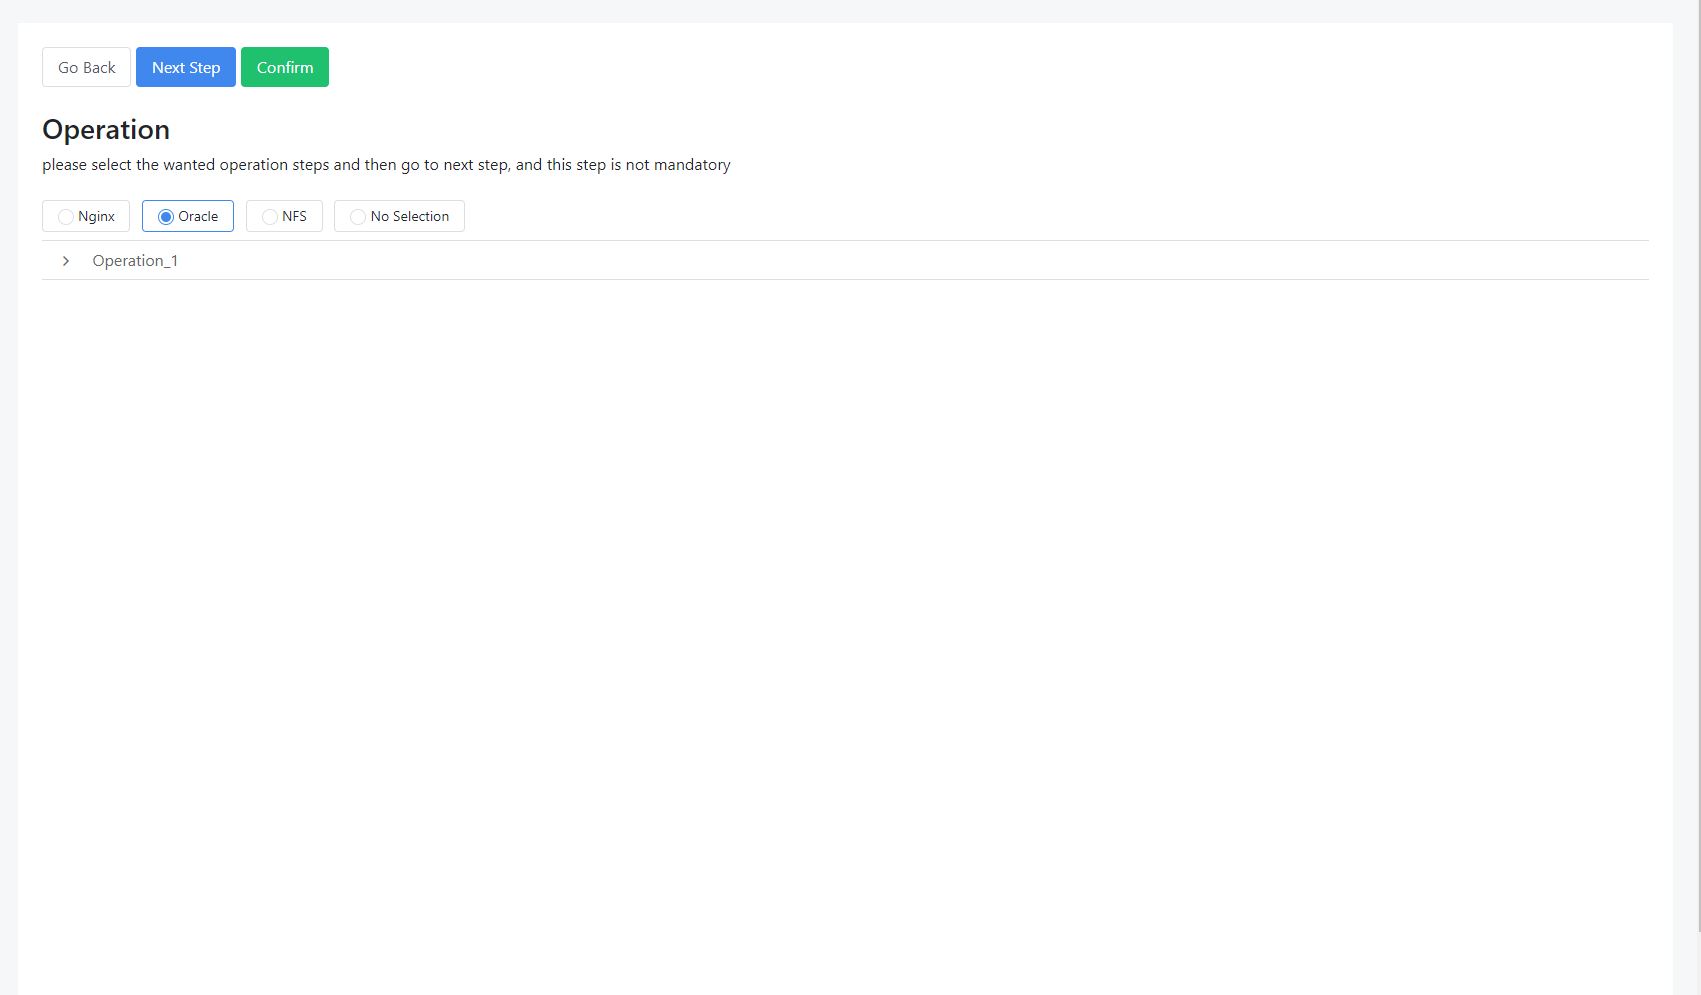 Go Back Next Step Confirm
Operation
please select the wanted operation steps and then go to next step, and this step is not mandatory
Nginx Oracle NFS No Selection
Operation_1